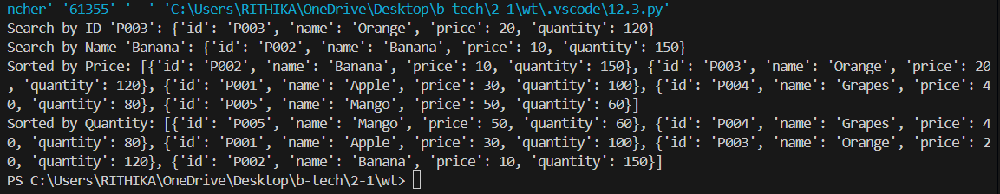 ncher' '61355' '--' 'C:\Users\RITHIKA\OneDrive\Desktop\b-tech\2-1\wt\.vscode\12.3.py'
Search by ID 'P003': {'id': 'P003', 'name': 'Orange', 'price': 20, 'quantity': 120}
Search by Name 'Banana': {'id': 'P002', 'name': 'Banana', 'price': 10, 'quantity': 150}
Sorted by Price: [{'id': 'P002', 'name': 'Banana', 'price': 10, 'quantity': 150}, {'id': 'P003', 'name': 'Orange', 'price': 20
, 'quantity': 120}, {'id': 'P001', 'name': 'Apple', 'price': 30, 'quantity': 100}, {'id': 'P004', 'name': 'Grapes', 'price': 4
0, 'quantity': 80}, {'id': 'P005', 'name': 'Mango', 'price': 50, 'quantity': 60}]
Sorted by Quantity: [{'id': 'P005', 'name': 'Mango', 'price': 50, 'quantity': 60}, {'id': 'P004', 'name': 'Grapes', 'price': 4
0, 'quantity': 80}, {'id': 'P001', 'name': 'Apple', 'price': 30, 'quantity': 100}, {'id': 'P003', 'name': 'Orange', 'price': 2
0, 'quantity': 120}, {'id': 'P002', 'name': 'Banana', 'price': 10, 'quantity': 150}]
PS C:\Users\RITHIKA\OneDrive\Desktop\b-tech\2-1\wt>